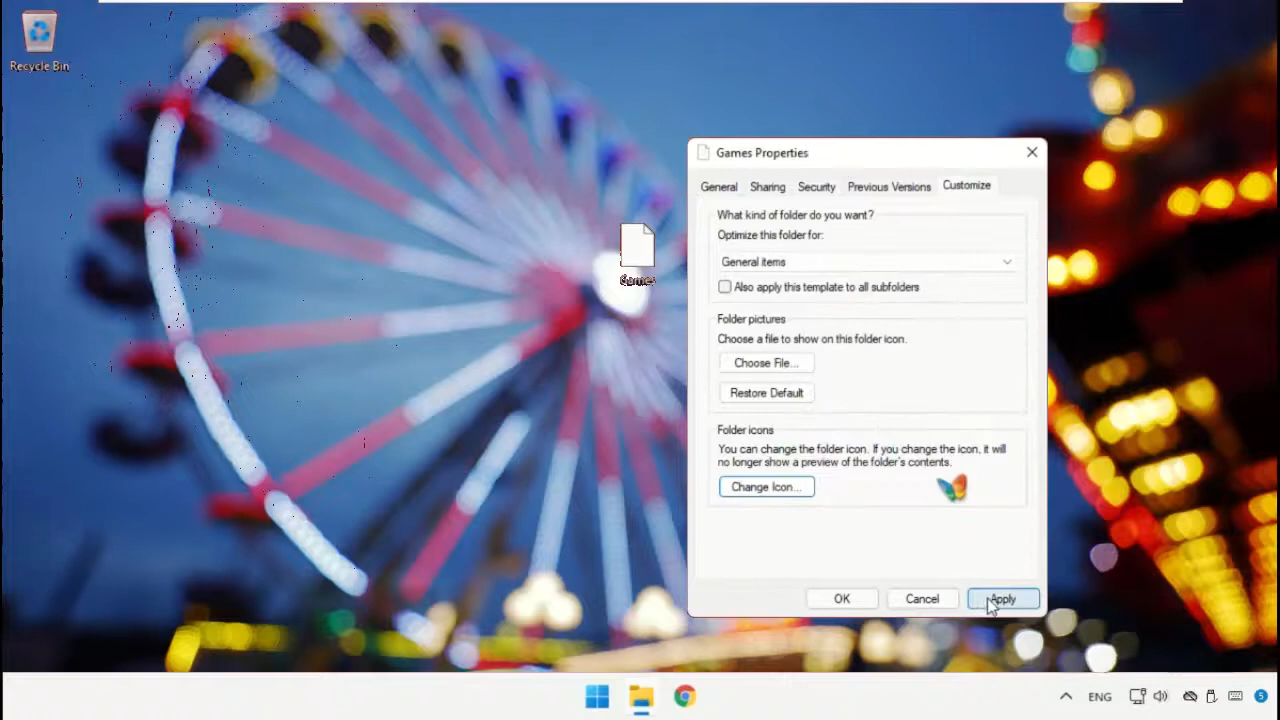 Recycle Bin
Games
Games Properties
General
Sharing
Security
Previous Versions
Customize
What kind of folder do you want?
Optimize this folder for:
General items
Also apply this template to all subfolders
Folder pictures
Choose a file to show on this folder icon.
Choose File...
Restore Default
Folder icons
You can change the folder icon. If you change the icon, it will
no longer show a preview of the folder's contents.
Change Icon...
OK
Cancel
Apply
ENG
5